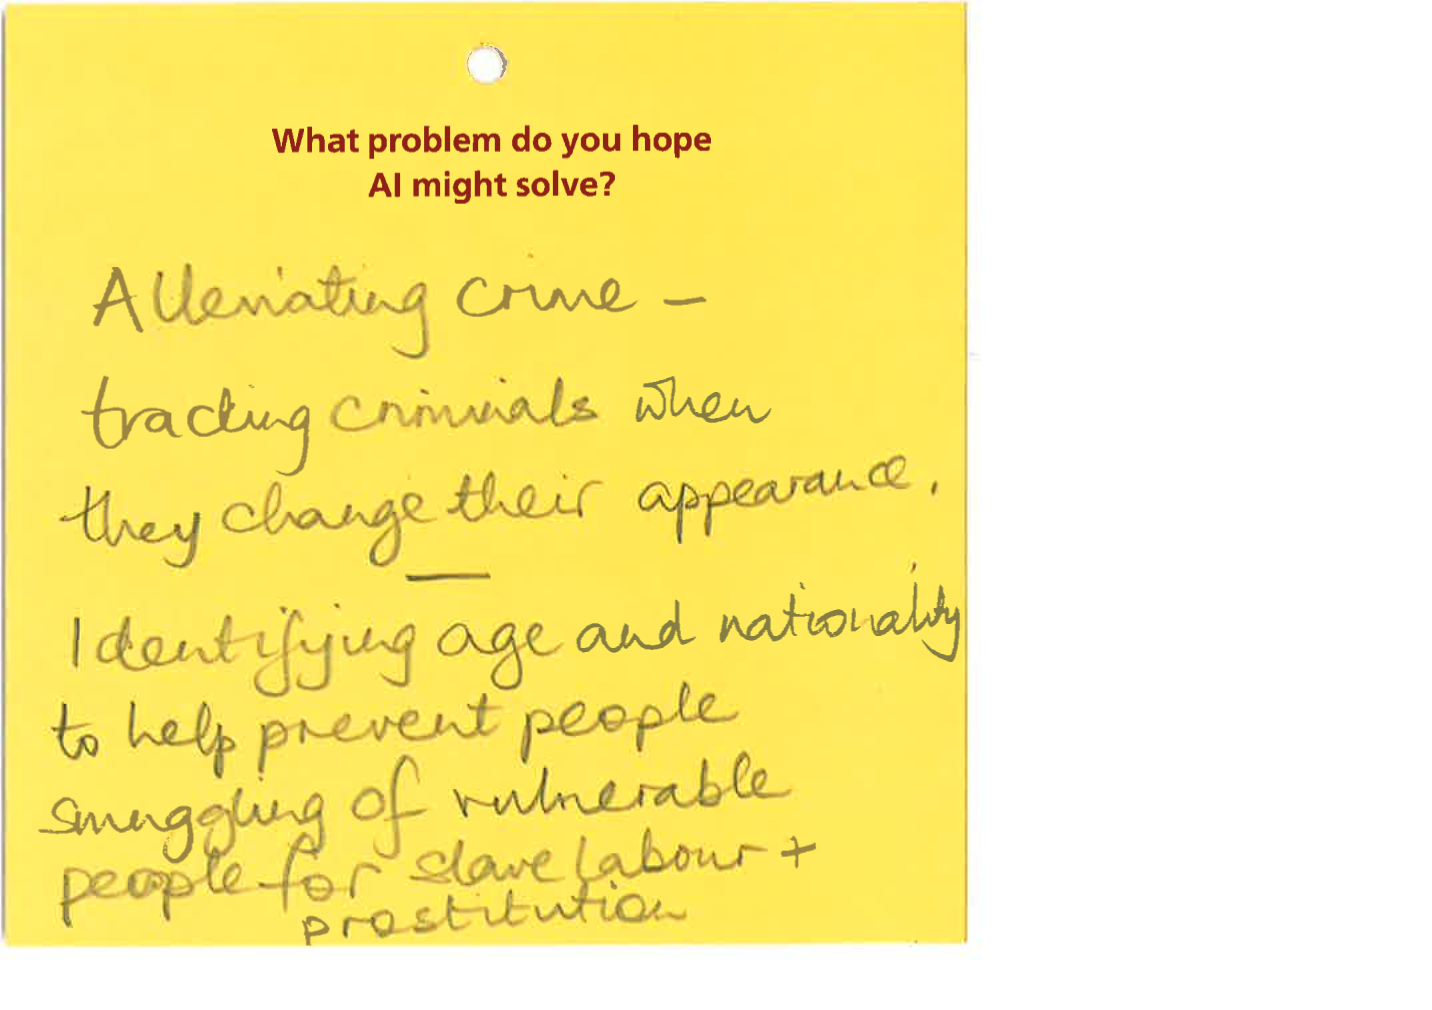 What problem do you hope
AI might solve?
Alleviating crime –
tracking criminals when
they change their appearance.
—
Identifying age and nationality
to help prevent people
smuggling of vulnerable
people for slave labour +
prostitution